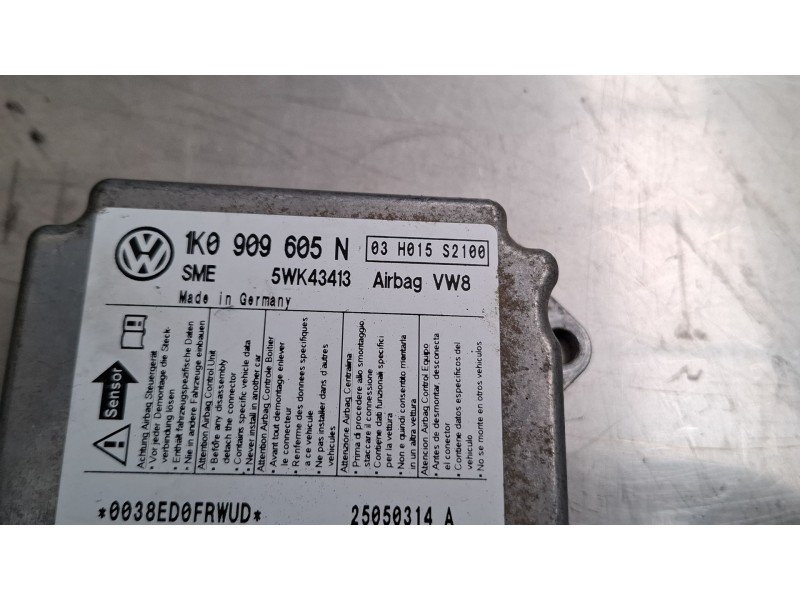 VW
1K0 909 605 N
03 H015 S2100
SME 5WK43413 Airbag VW8
Made in Germany
Sensor
Achtung Airbag Steuergerät
• Vor jeder Demontage die Steck-
verbindung lösen
• Enthält fahrzeugspezifische Daten
• Nie in andere Fahrzeuge einbauen
Attention Airbag Control Unit
• Before any disassembly
detach the connector
• Contains specific vehicle data
• Never install in another car
Attention Airbag Controle Boitier
• Avant tout demontage enlever
le connecteur
• Renferme des données specifiques
a ce vehicule
• Ne pas installer dans d'autres
vehicules
Attenzione Airbag Centralina
• Prima di procedere allo smontaggio
staccare il connessione
• Contiene dati funzionali specifici
per la vettura
• Non e quindi consentito montarla
in un altra vettura
Atencion Airbag Control Equipo
• Antes de desmontar, desconecta
el conector
• Contiene datos especificos del
vehiculo
• No se monte en otros vehiculos
*0038ED0FRWUD* 25050314 A